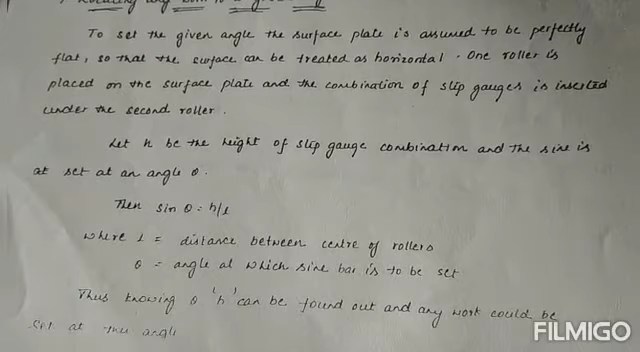 Locating any
To set the given angle the surface plate is assumed to be perfectly
flat, so that the surface can be treated as horizontal. One roller is
placed on the surface plate and the combination of slip gauges is inserted
under the second roller.
Let h be the height of slip gauge combination and the sine is
at set at an angle θ.
Then sin θ = h/l
where l = distance between centre of rollers
θ = angle at which sine bar is to be set
Thus knowing θ 'h' can be found out and any work could be
set at this angle
FILMIGO